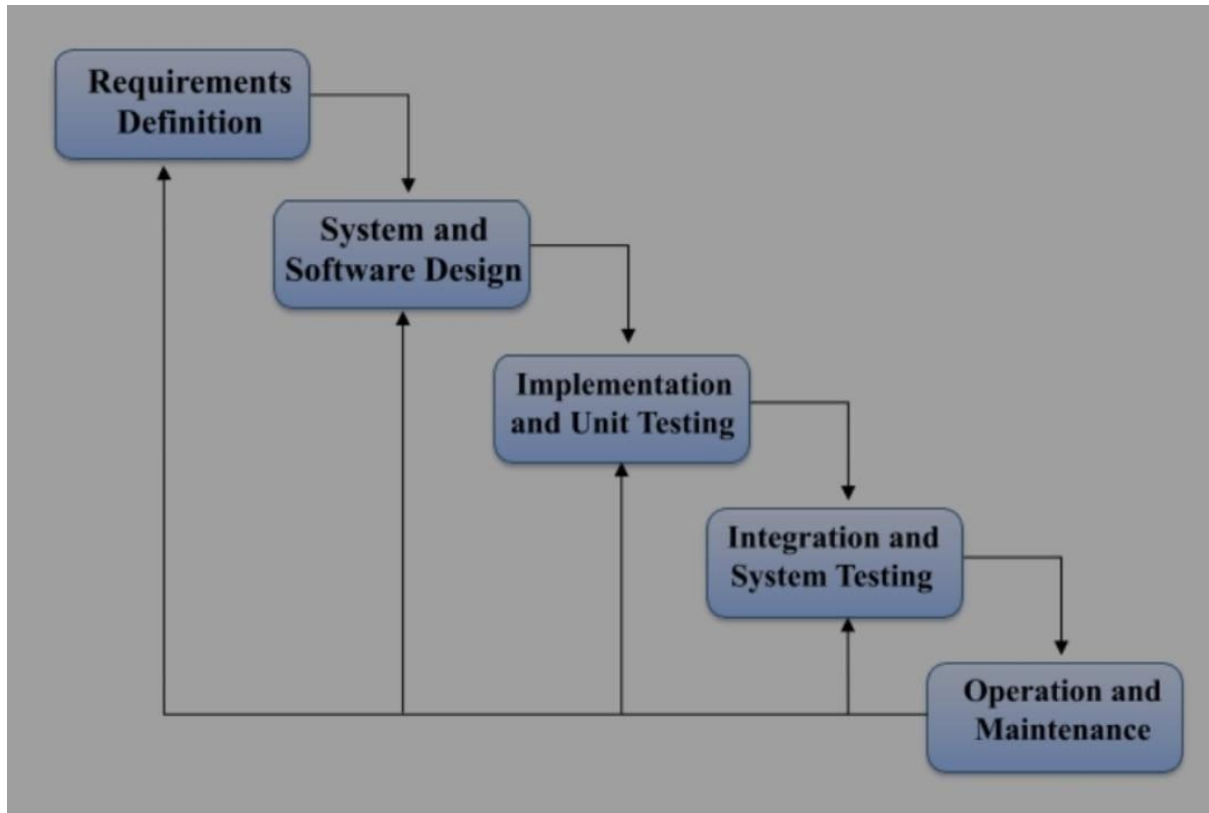 Requirements
Definition
System and
Software Design
Implementation
and Unit Testing
Integration and
System Testing
Operation and
Maintenance